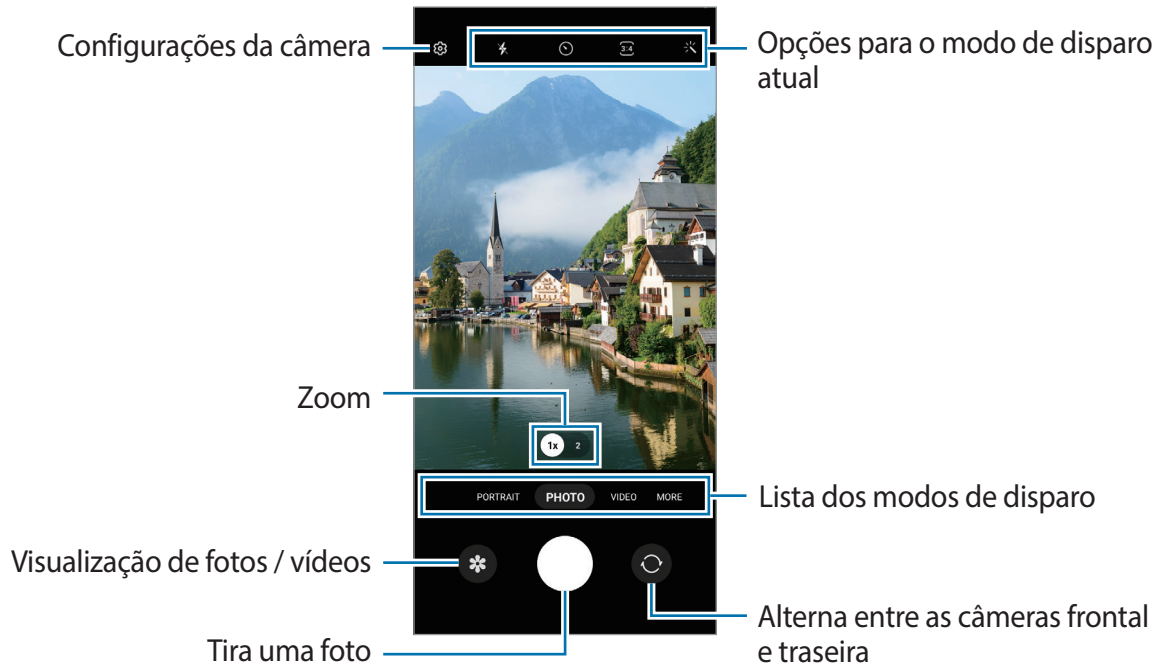 Configurações da câmera
Opções para o modo de disparo
atual
3:4
Zoom
1x 2
PORTRAIT PHOTO VIDEO MORE
Lista dos modos de disparo
Visualização de fotos / vídeos
Tira uma foto
Alterna entre as câmeras frontal
e traseira